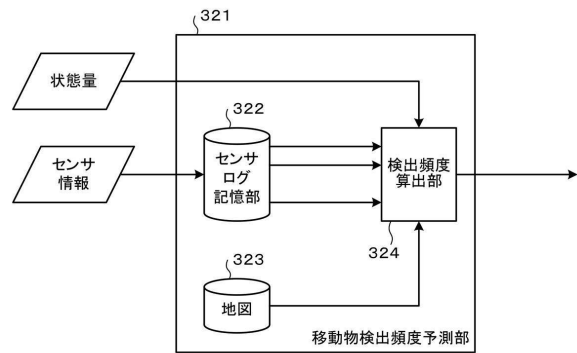 321
状態量
322
センサ
情報
センサ
ログ
記憶部
検出頻度
算出部
324
323
地図
移動物検出頻度予測部